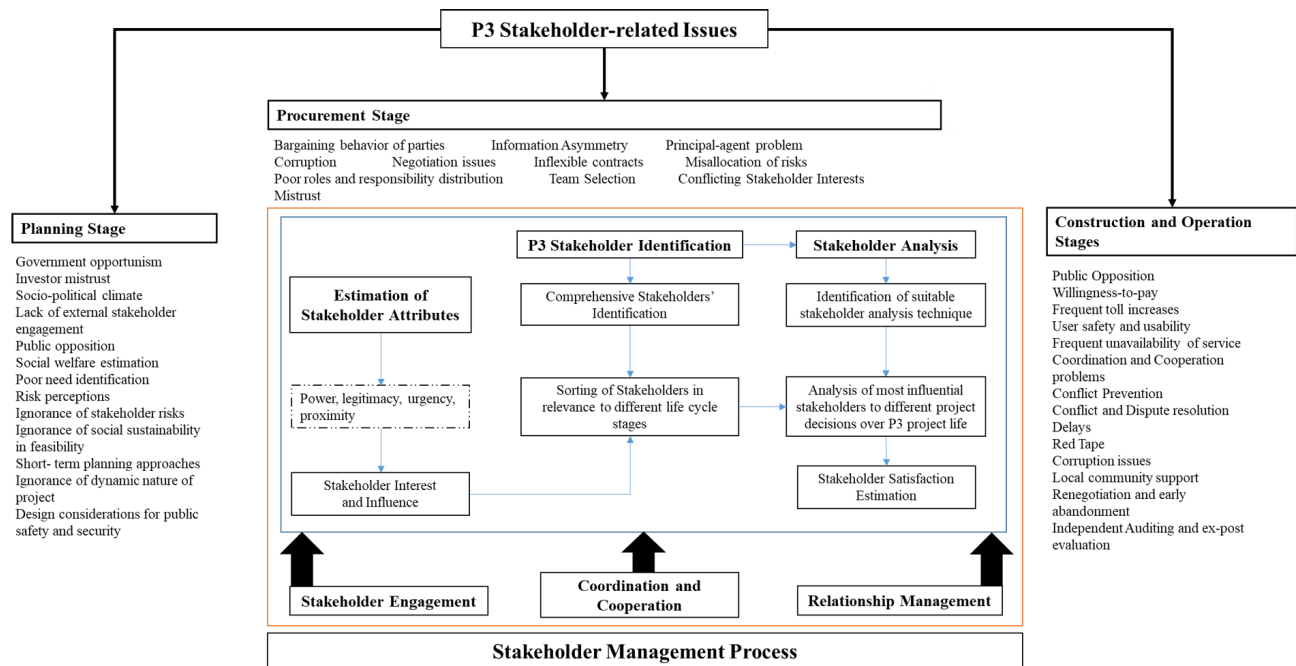 P3 Stakeholder-related Issues
Procurement Stage
Bargaining behavior of parties Information Asymmetry Principal-agent problem
Corruption Negotiation issues Inflexible contracts Misallocation of risks
Poor roles and responsibility distribution Team Selection Conflicting Stakeholder Interests
Mistrust
Planning Stage
Government opportunism
Investor mistrust
Socio-political climate
Lack of external stakeholder
engagement
Public opposition
Social welfare estimation
Poor need identification
Risk perceptions
Ignorance of stakeholder risks
Ignorance of social sustainability
in feasibility
Short- term planning approaches
Ignorance of dynamic nature of
project
Design considerations for public
safety and security
Estimation of
Stakeholder Attributes
Power, legitimacy, urgency,
proximity
Stakeholder Interest
and Influence
P3 Stakeholder Identification
Comprehensive Stakeholders'
Identification
Sorting of Stakeholders in
relevance to different life cycle
stages
Stakeholder Analysis
Identification of suitable
stakeholder analysis technique
Analysis of most influential
stakeholders to different project
decisions over P3 project life
Stakeholder Satisfaction
Estimation
Construction and Operation
Stages
Public Opposition
Willingness-to-pay
Frequent toll increases
User safety and usability
Frequent unavailability of service
Coordination and Cooperation
problems
Conflict Prevention
Conflict and Dispute resolution
Delays
Red Tape
Corruption issues
Local community support
Renegotiation and early
abandonment
Independent Auditing and ex-post
evaluation
Stakeholder Engagement
Coordination and
Cooperation
Relationship Management
Stakeholder Management Process